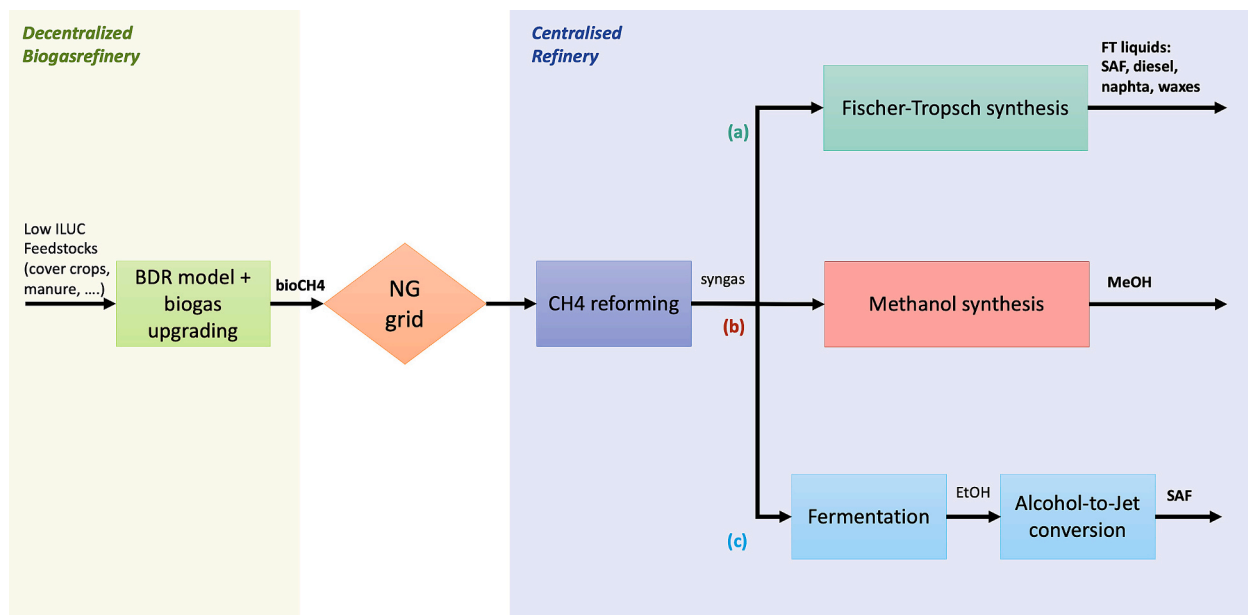 Decentralized
Biogasrefinery
Centralised
Refinery
FT liquids:
SAF, diesel,
naphta, waxes
Fischer-Tropsch synthesis
(a)
Low ILUC
Feedstocks
(cover crops,
manure, ....)
BDR model +
biogas
upgrading
bioCH4
NG
grid
CH4 reforming
syngas
(b)
Methanol synthesis
MeOH
(c)
Fermentation
EtOH
Alcohol-to-Jet
conversion
SAF